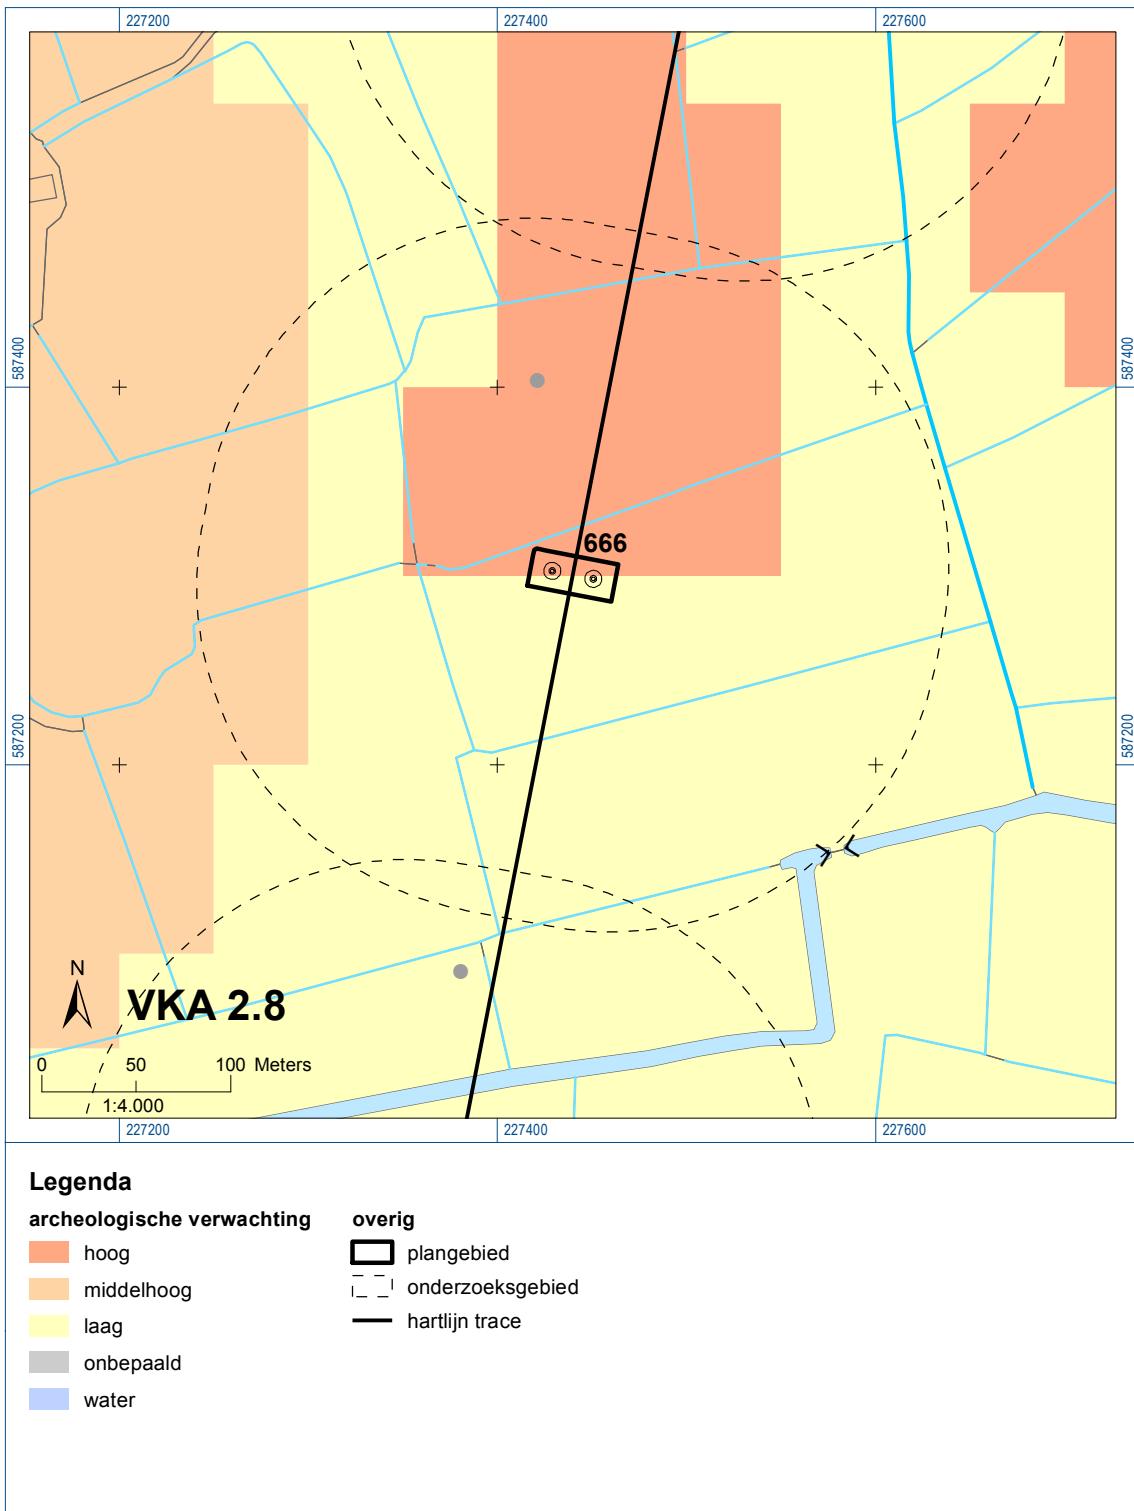 227200 227400 227600
587400 587400
666
587200 587200
N
VKA 2.8
0 50 100 Meters
1:4.000
227200 227400 227600
Legenda
archeologische verwachting overig
hoog plangebied
middelhoog onderzoeksgebied
laag hartlijn trace
onbepaald
water